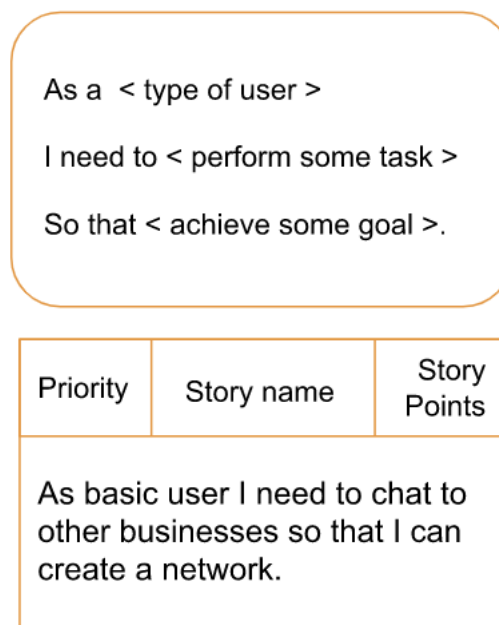 As a < type of user >
I need to < perform some task >
So that < achieve some goal >.
Priority
Story name
Story
Points
As basic user I need to chat to
other businesses so that I can
create a network.